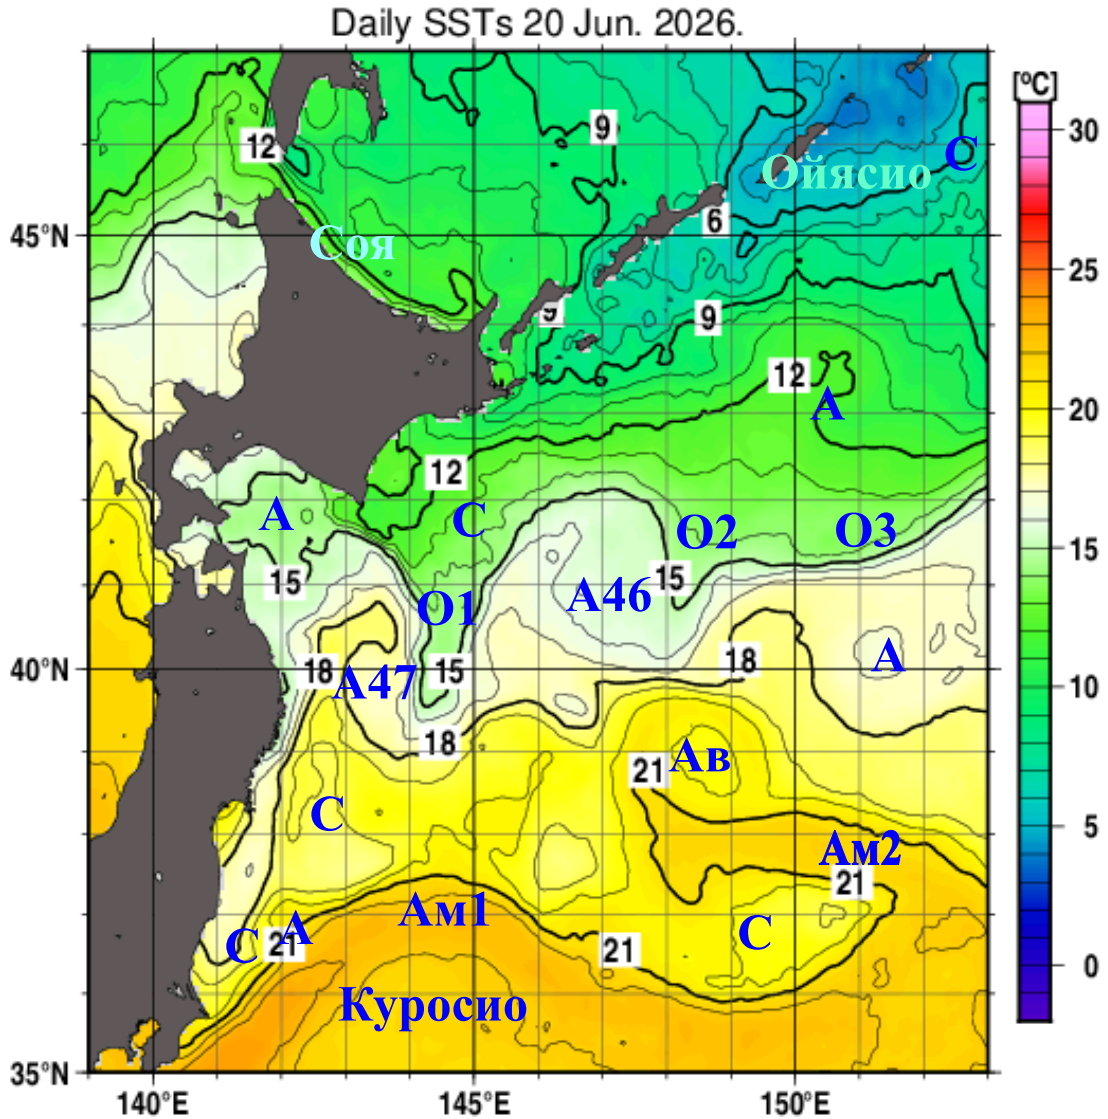 Daily SSTs 20 Jun. 2026.
[°C]
30
9
12
С
Ойясио
6
45°N
Соя
25
9
9
12
20
А
12
А
С
О2
О3
15
15
15
А46
О1
18
А
40°N
18
А47
15
10
18
Ав
21
С
5
Ам2
21
Ам1
А
С
21
С
21
0
Куросио
35°N
140°E
145°E
150°E